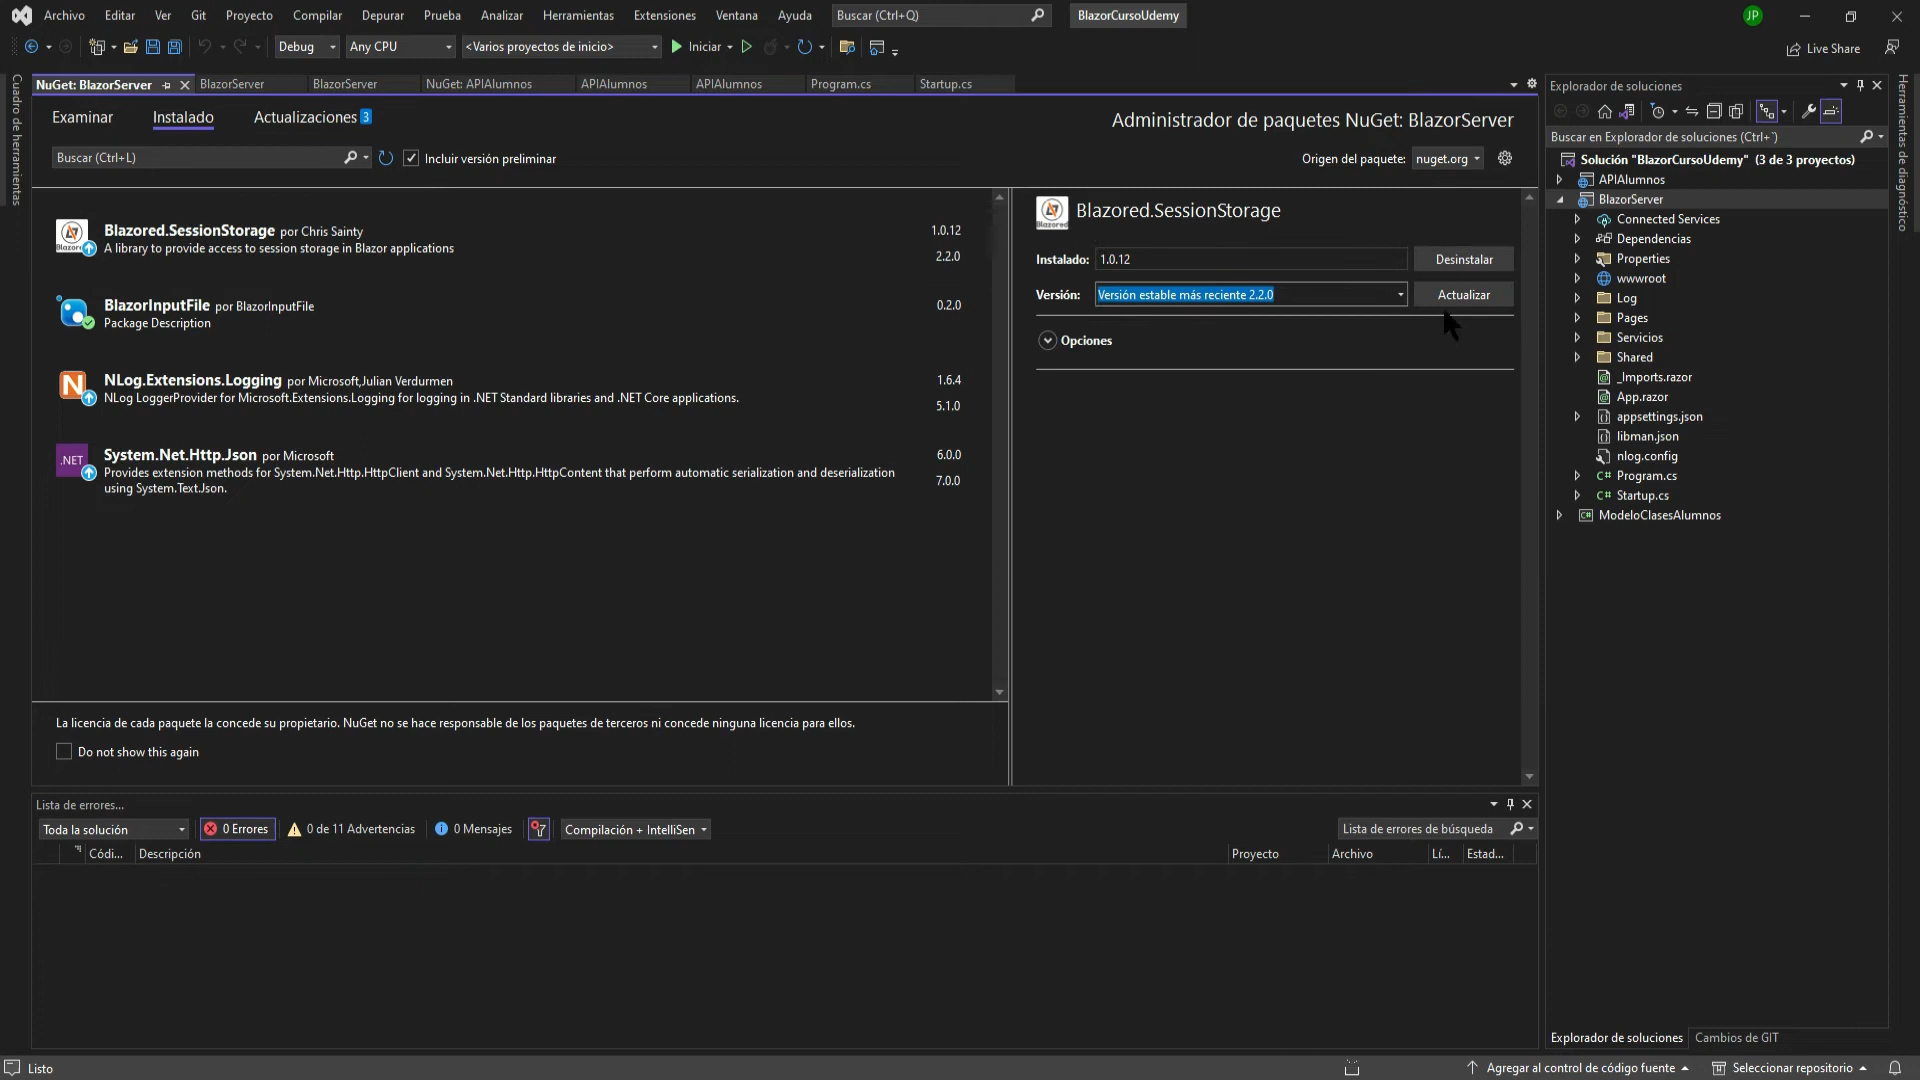 Archivo Editar Ver Git Proyecto Compilar Depurar Prueba Analizar Herramientas Extensiones Ventana Ayuda Buscar (Ctrl+Q) BlazorCursoUdemy JP
Debug Any CPU <Varios proyectos de inicio> Iniciar Live Share
Cuadro de herramientas
NuGet: BlazorServer BlazorServer BlazorServer NuGet: APIAlumnos APIAlumnos APIAlumnos Program.cs Startup.cs
Examinar Instalado Actualizaciones 3
Administrador de paquetes NuGet: BlazorServer
Buscar (Ctrl+L) Incluir versión preliminar
Origen del paquete: nuget.org
Blazored.SessionStorage por Chris Sainty 1.0.12
A library to provide access to session storage in Blazor applications
2.2.0
BlazorInputFile por BlazorInputFile 0.2.0
Package Description
NLog.Extensions.Logging por Microsoft,Julian Verdurmen 1.6.4
NLog LoggerProvider for Microsoft.Extensions.Logging for logging in .NET Standard libraries and .NET Core applications.
5.1.0
.NET
System.Net.Http.Json por Microsoft 6.0.0
Provides extension methods for System.Net.Http.HttpClient and System.Net.Http.HttpContent that perform automatic serialization and deserialization
using System.Text.Json.
7.0.0
La licencia de cada paquete la concede su propietario. NuGet no se hace responsable de los paquetes de terceros ni concede ninguna licencia para ellos.
Do not show this again
Blazored.SessionStorage
Instalado: 1.0.12 Desinstalar
Versión: Versión estable más reciente 2.2.0 Actualizar
Opciones
Lista de errores...
Toda la solución 0 Errores 0 de 11 Advertencias 0 Mensajes Compilación + IntelliSen Lista de errores de búsqueda
Códi... Descripción Proyecto Archivo Lí... Estad...
Explorador de soluciones
Buscar en Explorador de soluciones (Ctrl+´)
Solución "BlazorCursoUdemy" (3 de 3 proyectos)
APIAlumnos
BlazorServer
Connected Services
Dependencias
Properties
wwwroot
Log
Pages
Servicios
Shared
_Imports.razor
App.razor
appsettings.json
libman.json
nlog.config
C# Program.cs
C# Startup.cs
C# ModeloClasesAlumnos
Explorador de soluciones Cambios de GIT
Herramientas de diagnóstico
Listo Agregar al control de código fuente Seleccionar repositorio